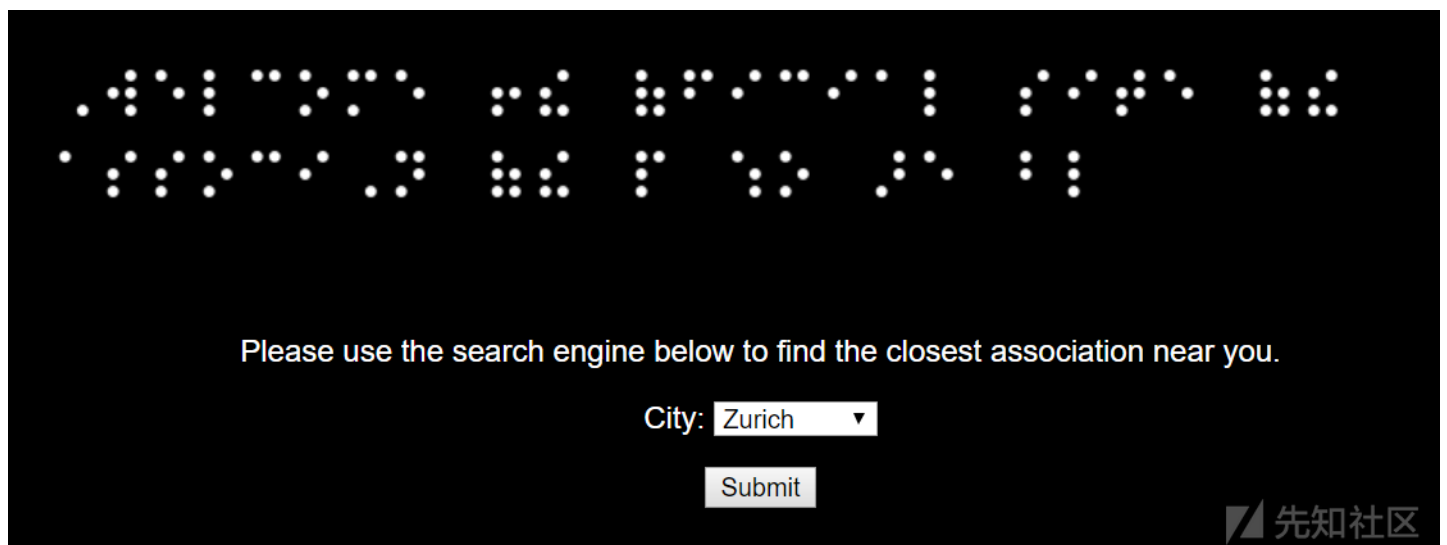 ⠠⠺⠑⠇⠉⠕⠍⠑ ⠖⠮ ⠷⠋⠊⠉⠊⠁⠇ ⠎⠊⠞⠑ ⠷⠮
⠁⠎⠎⠕⠉⠊⠠⠝ ⠷⠮ ⠏ ⠱⠕ ⠜⠑ ⠃⠇
Please use the search engine below to find the closest association near you.
City: Zurich
Submit
先知社区